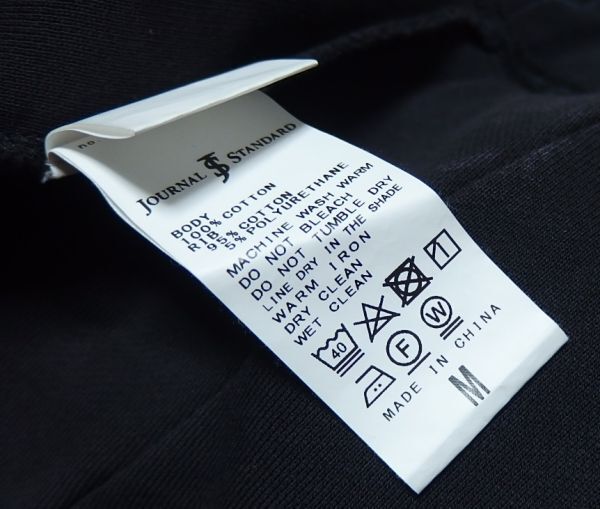 JOURNAL JS STANDARD
BODY
100% COTTON
RIB
95% COTTON
5% POLYURETHANE
MACHINE WASH WARM
DO NOT BLEACH
DO NOT TUMBLE DRY
LINE DRY IN THE SHADE
WARM IRON
DRY CLEAN
WET CLEAN
40
F W
MADE IN CHINA
M